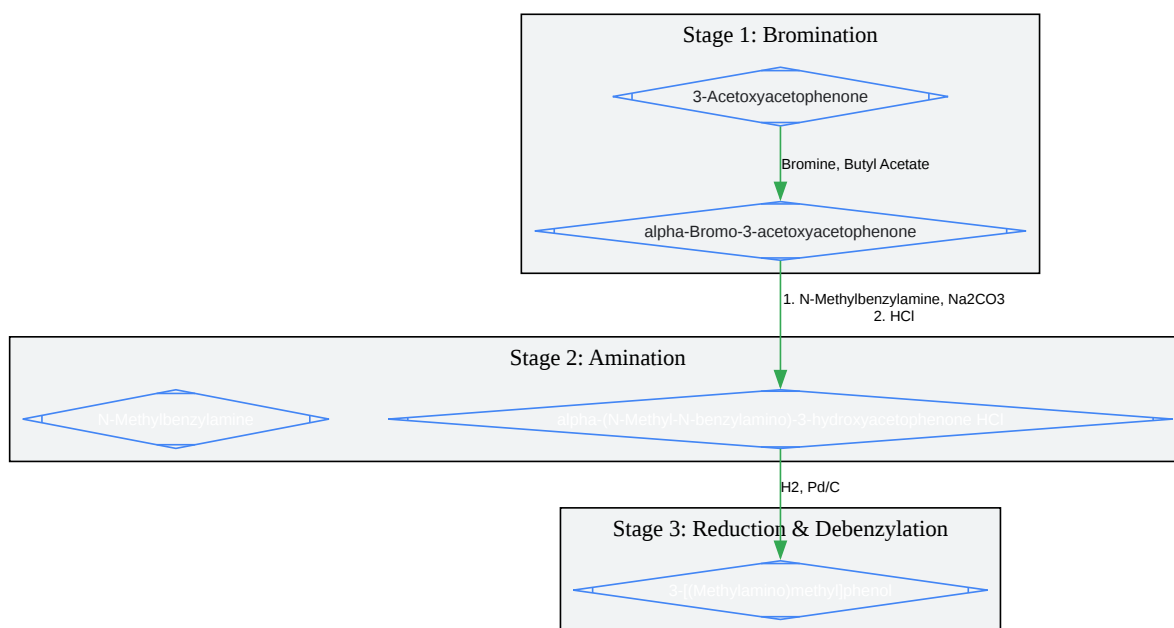 Stage 1: Bromination
3-Acetoxyacetophenone
Bromine, Butyl Acetate
alpha-Bromo-3-acetoxyacetophenone
1. N-Methylbenzylamine, Na2CO3
2. HCl
Stage 2: Amination
N-Methylbenzylamine
alpha-(N-Methyl-N-benzylamino)-3-hydroxyacetophenone HCl
H2, Pd/C
Stage 3: Reduction & Debenzylation
3-[(Methylamino)methyl]phenol